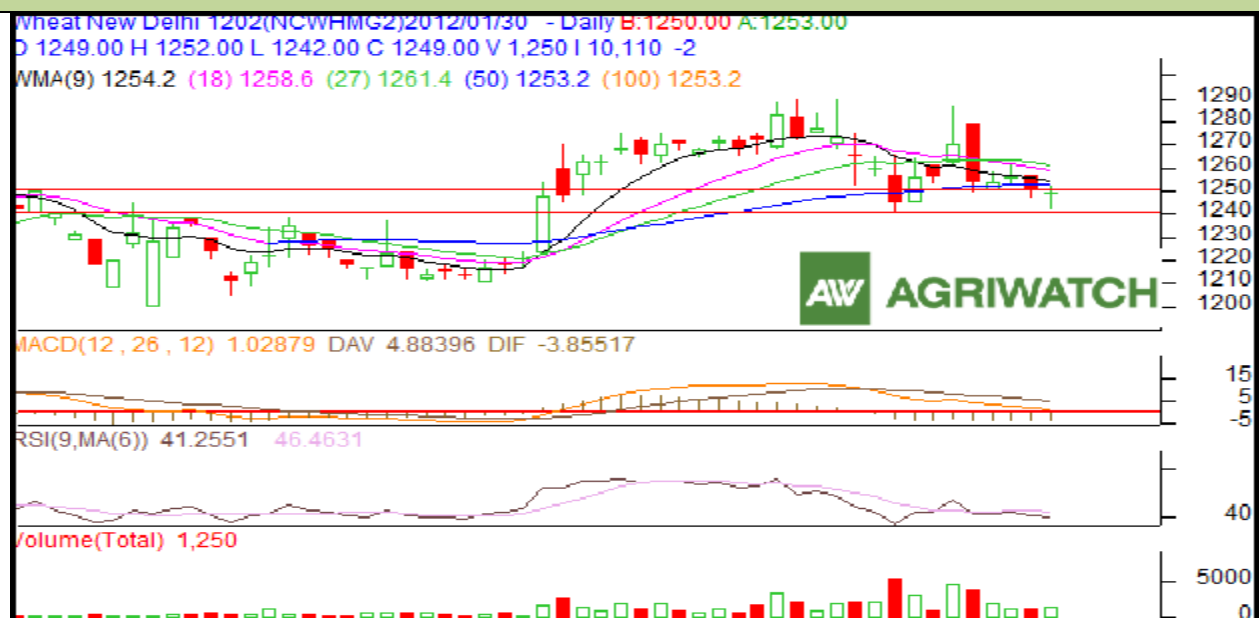 Wheat New Delhi 1202(NCWHMG2)2012/01/30 - Daily B:1250.00 A:1253.00
O 1249.00 H 1252.00 L 1242.00 C 1249.00 V 1,250 I 10,110 -2
WMA(9) 1254.2 (18) 1258.6 (27) 1261.4 (50) 1253.2 (100) 1253.2
1290
1280
1270
1260
1250
1240
1230
1220
1210
1200
AW AGRIWATCH
MACD(12 , 26 , 12) 1.02879 DAV 4.88396 DIF -3.85517
15
5
-5
RSI(9,MA(6)) 41.2551 46.4631
40
Volume(Total) 1,250
5000
0